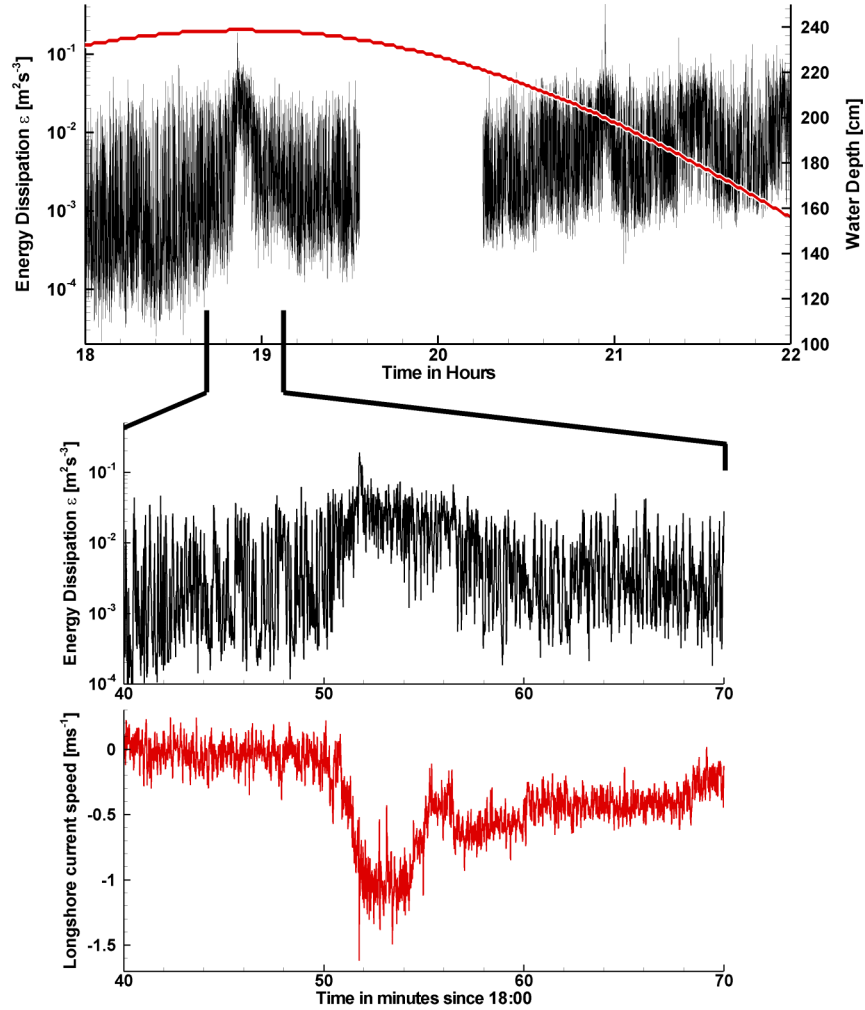 Energy Dissipation ε [m²s⁻³]
10⁻¹
10⁻²
10⁻³
10⁻⁴
240
220
200
180
160
140
120
100
Water Depth [cm]
18 19 20 21 22
Time in Hours
Energy Dissipation ε [m²s⁻³]
10⁻¹
10⁻²
10⁻³
10⁻⁴
40 50 60 70
Longshore current speed [ms⁻¹]
0
-0.5
-1
-1.5
40 50 60 70
Time in minutes since 18:00